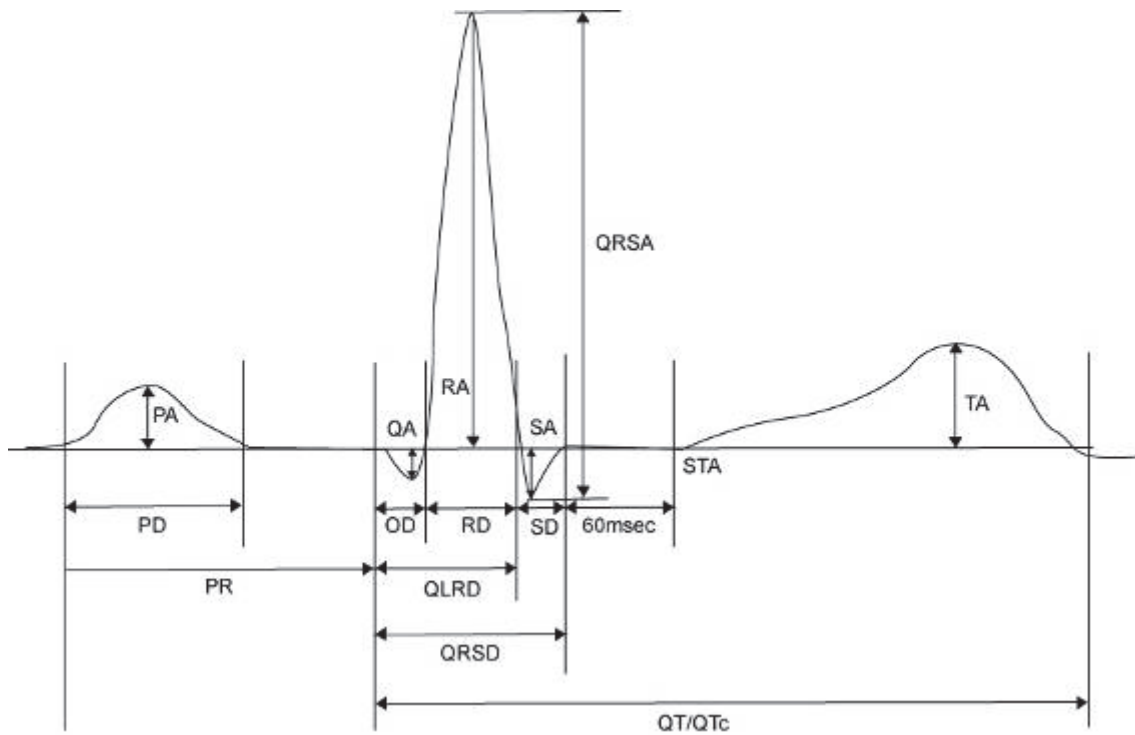 QRSA
RA
PA
QA
SA
TA
STA
PD
OD
RD
SD
60msec
PR
QLRD
QRSD
QT/QTc